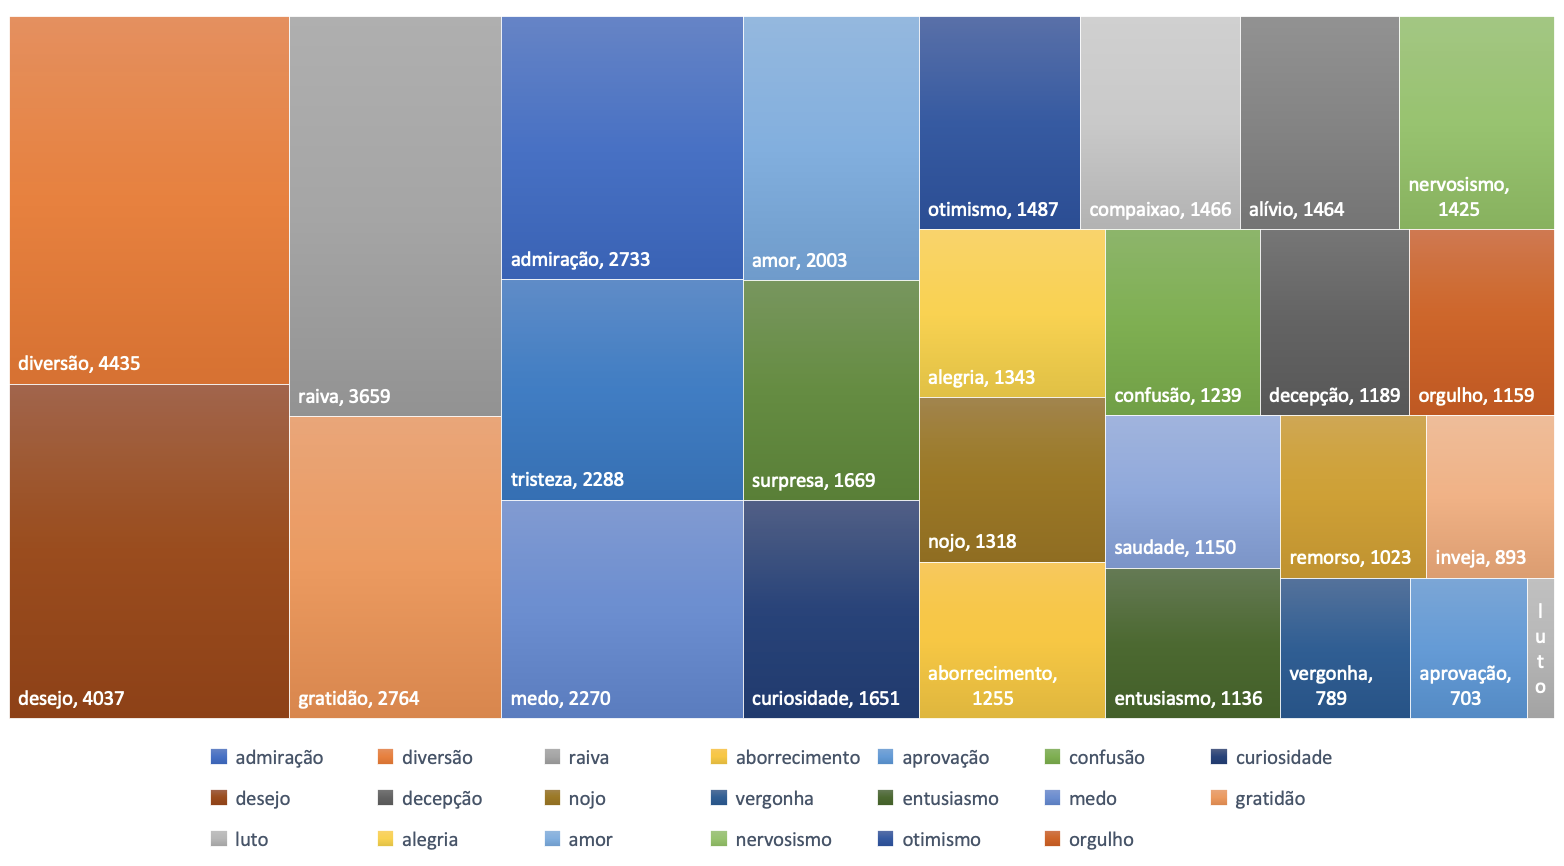 diversão, 4435
desejo, 4037
raiva, 3659
gratidão, 2764
admiração, 2733
tristeza, 2288
medo, 2270
amor, 2003
surpresa, 1669
curiosidade, 1651
otimismo, 1487
compaixao, 1466
alívio, 1464
nervosismo,
1425
alegria, 1343
nojo, 1318
aborrecimento,
1255
confusão, 1239
decepção, 1189
orgulho, 1159
saudade, 1150
entusiasmo, 1136
remorso, 1023
inveja, 893
vergonha,
789
aprovação,
703
luto
admiração diversão raiva aborrecimento aprovação confusão curiosidade
desejo decepção nojo vergonha entusiasmo medo gratidão
luto alegria amor nervosismo otimismo orgulho